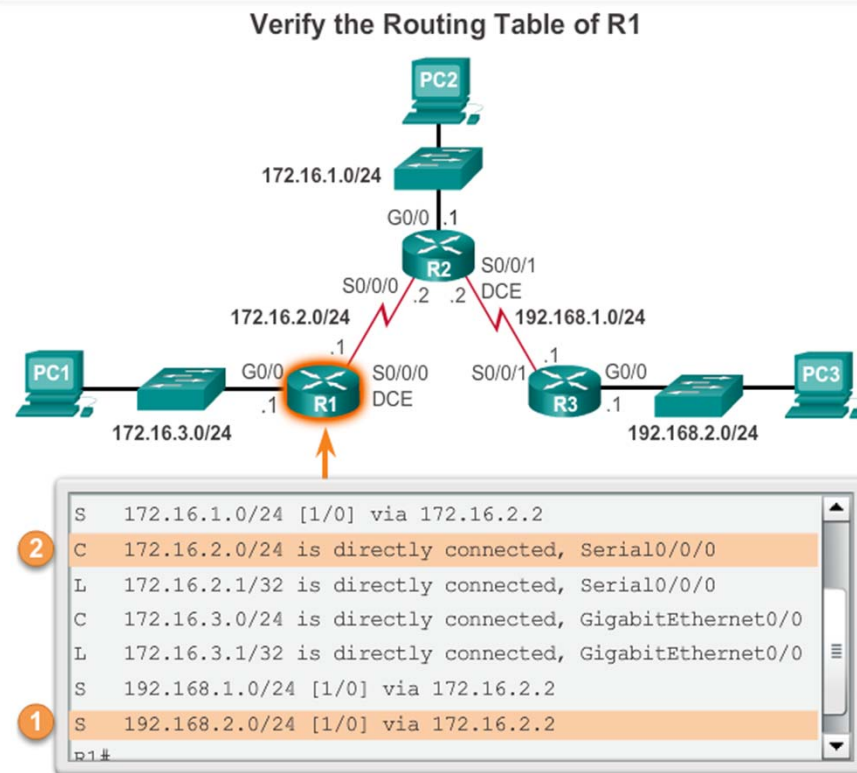 Verify the Routing Table of R1
PC2
172.16.1.0/24
G0/0 .1
R2
S0/0/1
DCE
S0/0/0 .2 .2
172.16.2.0/24
192.168.1.0/24
.1
.1
PC1
G0/0
.1
R1
S0/0/0
DCE
S0/0/1
R3
G0/0
.1
PC3
172.16.3.0/24
192.168.2.0/24
S 172.16.1.0/24 [1/0] via 172.16.2.2
2 C 172.16.2.0/24 is directly connected, Serial0/0/0
L 172.16.2.1/32 is directly connected, Serial0/0/0
C 172.16.3.0/24 is directly connected, GigabitEthernet0/0
L 172.16.3.1/32 is directly connected, GigabitEthernet0/0
S 192.168.1.0/24 [1/0] via 172.16.2.2
1 S 192.168.2.0/24 [1/0] via 172.16.2.2
R1#